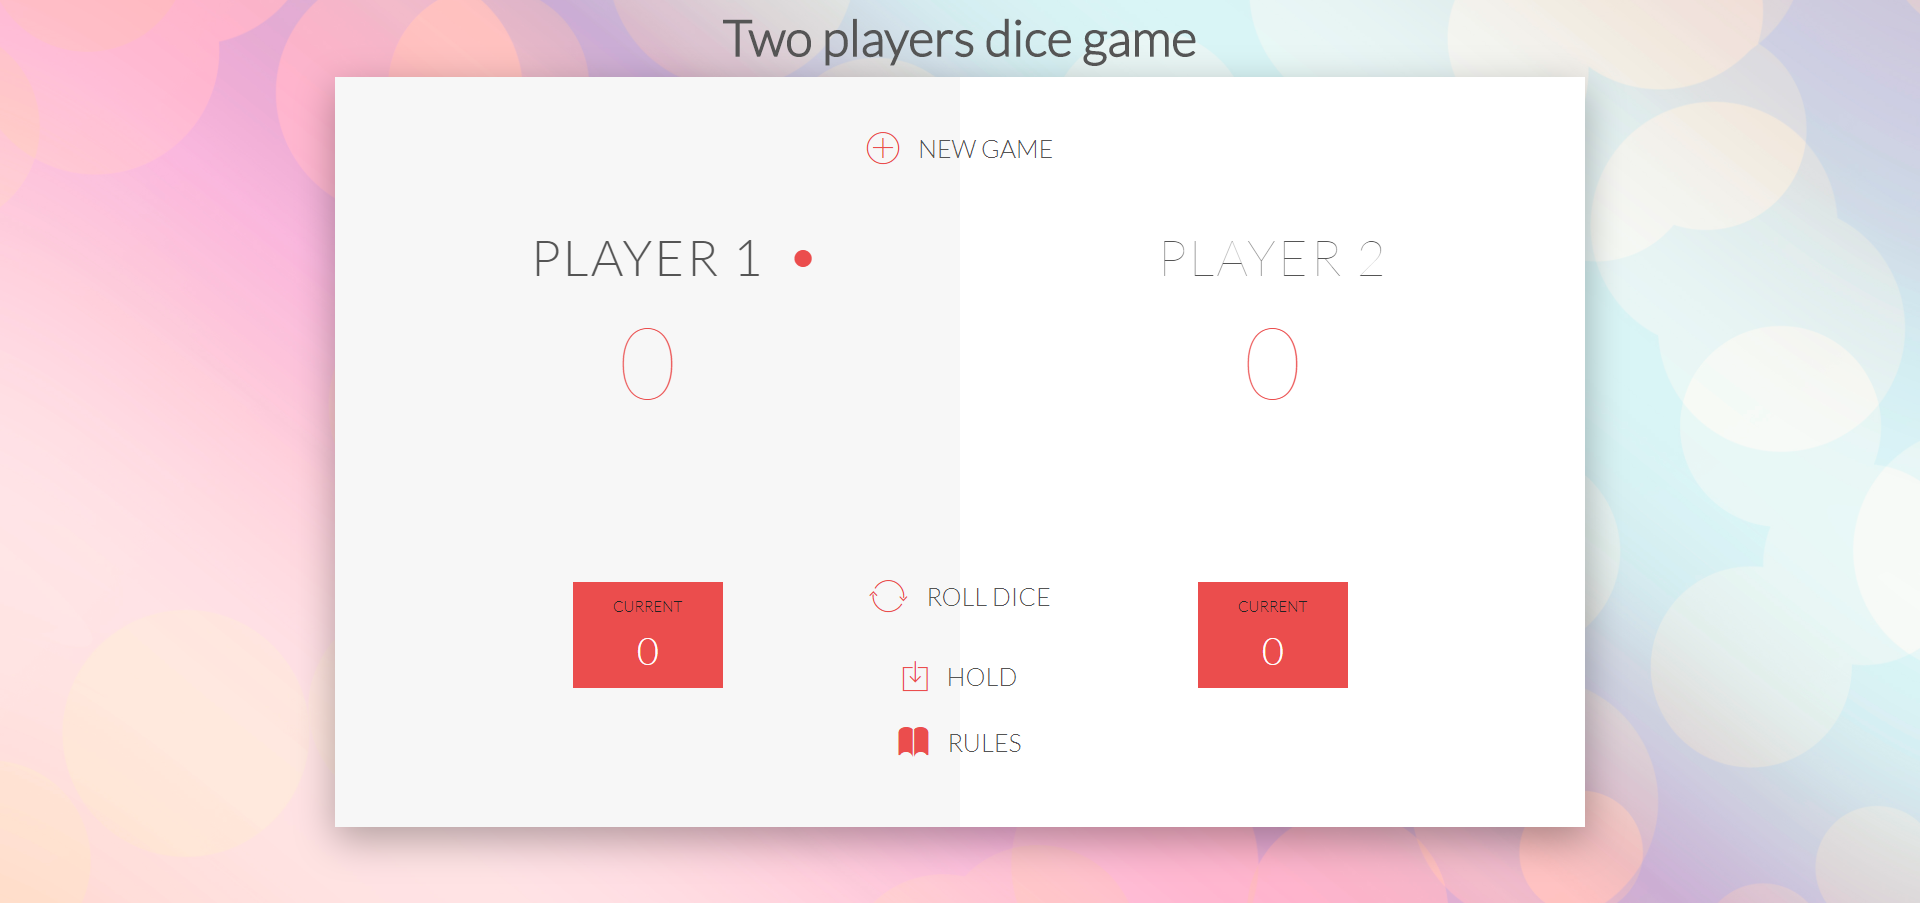 Two players dice game
NEW GAME
PLAYER 1
PLAYER 2
0
0
CURRENT
0
ROLL DICE
HOLD
RULES
CURRENT
0